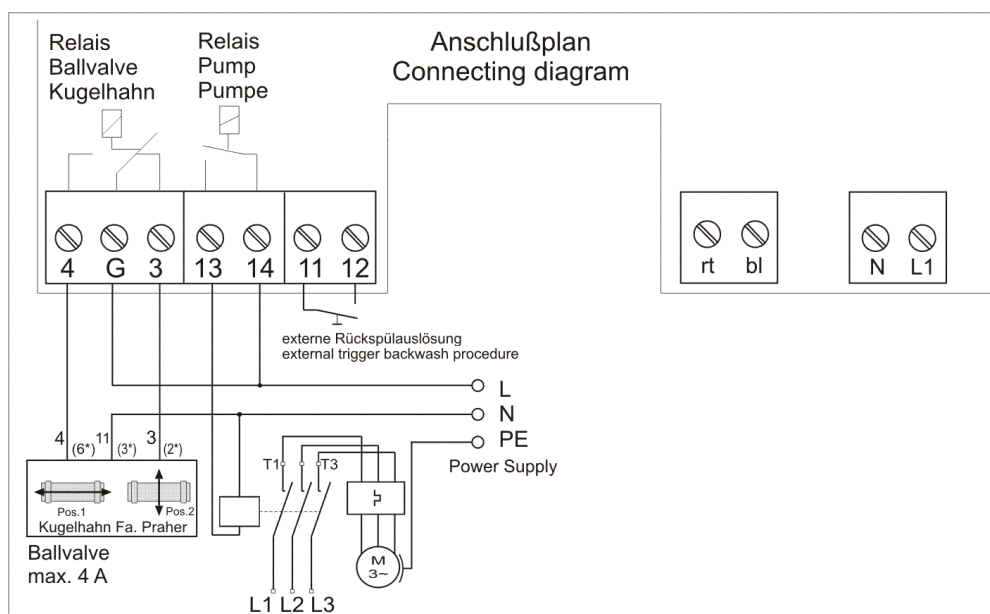 Anschlußplan
Connecting diagram
Relais
Ballvalve
Kugelhahn
Relais
Pump
Pumpe
4 G 3 13 14 11 12
rt bl
N L1
externe Rückspülauslösung
external trigger backwash procedure
L
N
PE
Power Supply
4 (6*) 11 (3*) 3 (2*)
Pos.1 Pos.2
Kugelhahn Fa. Praher
Ballvalve
max. 4 A
T1 T3
M
3~
L1 L2 L3